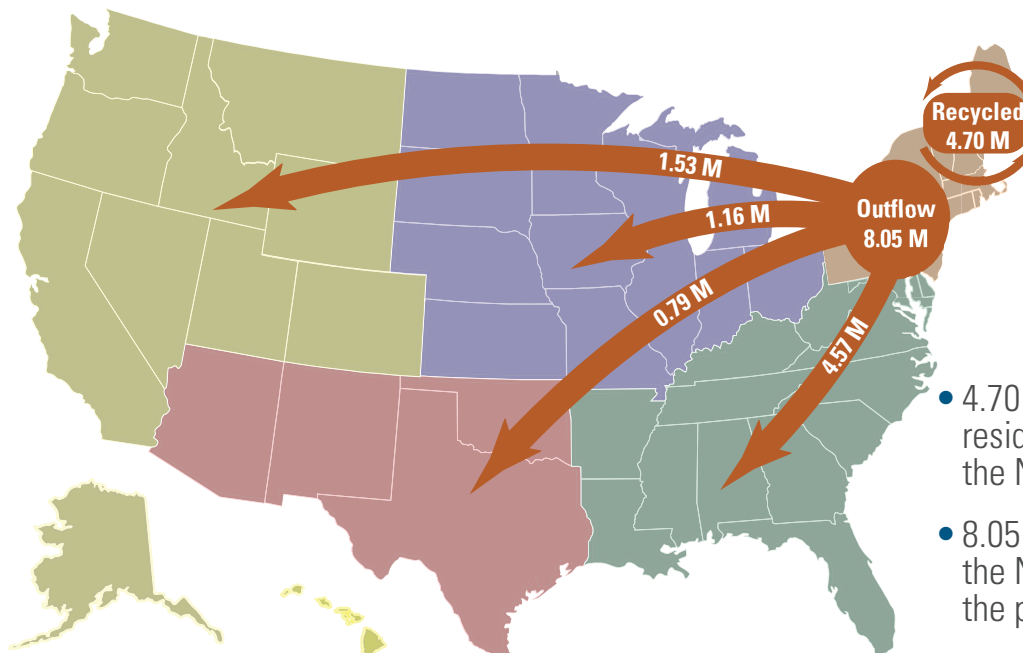 Recycled
4.70 M
1.53 M
1.16 M
Outflow
8.05 M
0.79 M
4.57 M
• 4.70
resid
the N
• 8.05
the N
the p